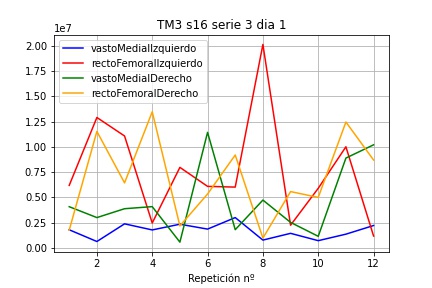 TM3 s16 serie 3 dia 1
1e7
vastoMedialIzquierdo
rectoFemoralIzquierdo
vastoMedialDerecho
rectoFemoralDerecho
2.00
1.75
1.50
1.25
1.00
0.75
0.50
0.25
0.00
2 4 6 8 10 12
Repetición nº